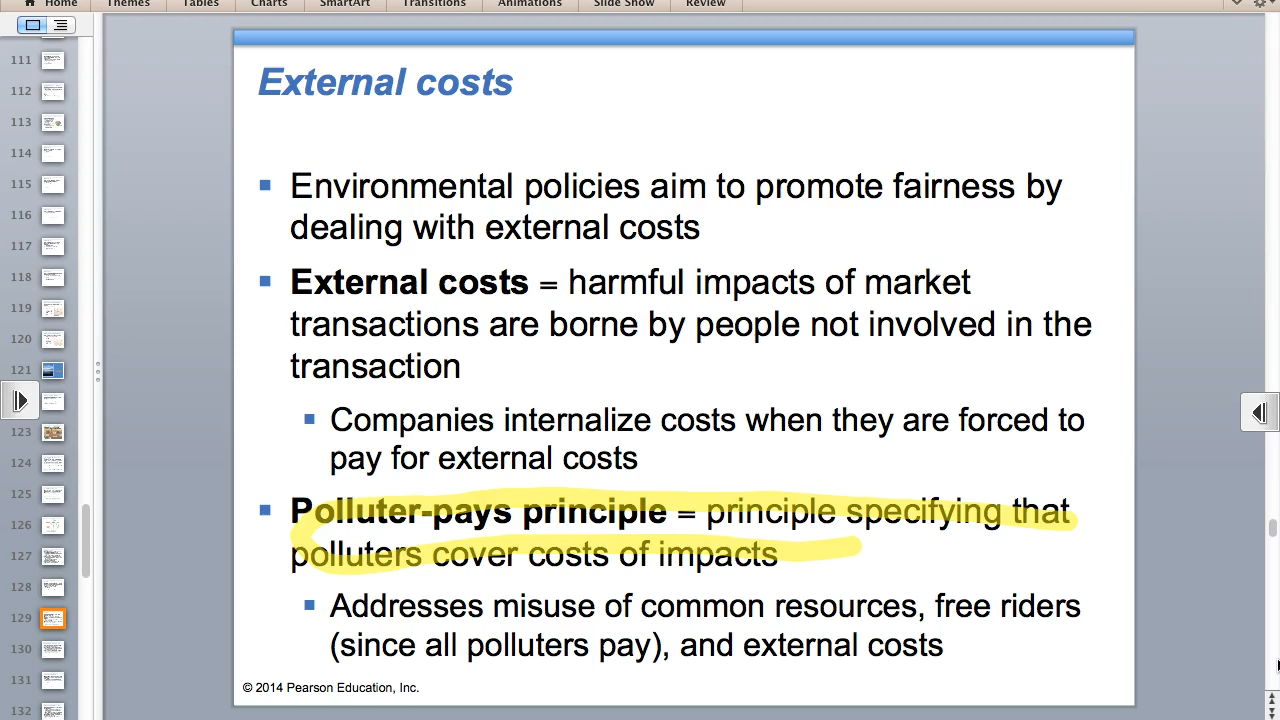 Home Themes Tables Charts SmartArt Transitions Animations Slide Show Review
111
112
113
114
115
116
117
118
119
120
121
123
124
125
126
127
128
129
130
131
132
External costs
Environmental policies aim to promote fairness by
dealing with external costs
External costs = harmful impacts of market
transactions are borne by people not involved in the
transaction
Companies internalize costs when they are forced to
pay for external costs
Polluter-pays principle = principle specifying that
polluters cover costs of impacts
Addresses misuse of common resources, free riders
(since all polluters pay), and external costs
© 2014 Pearson Education, Inc.